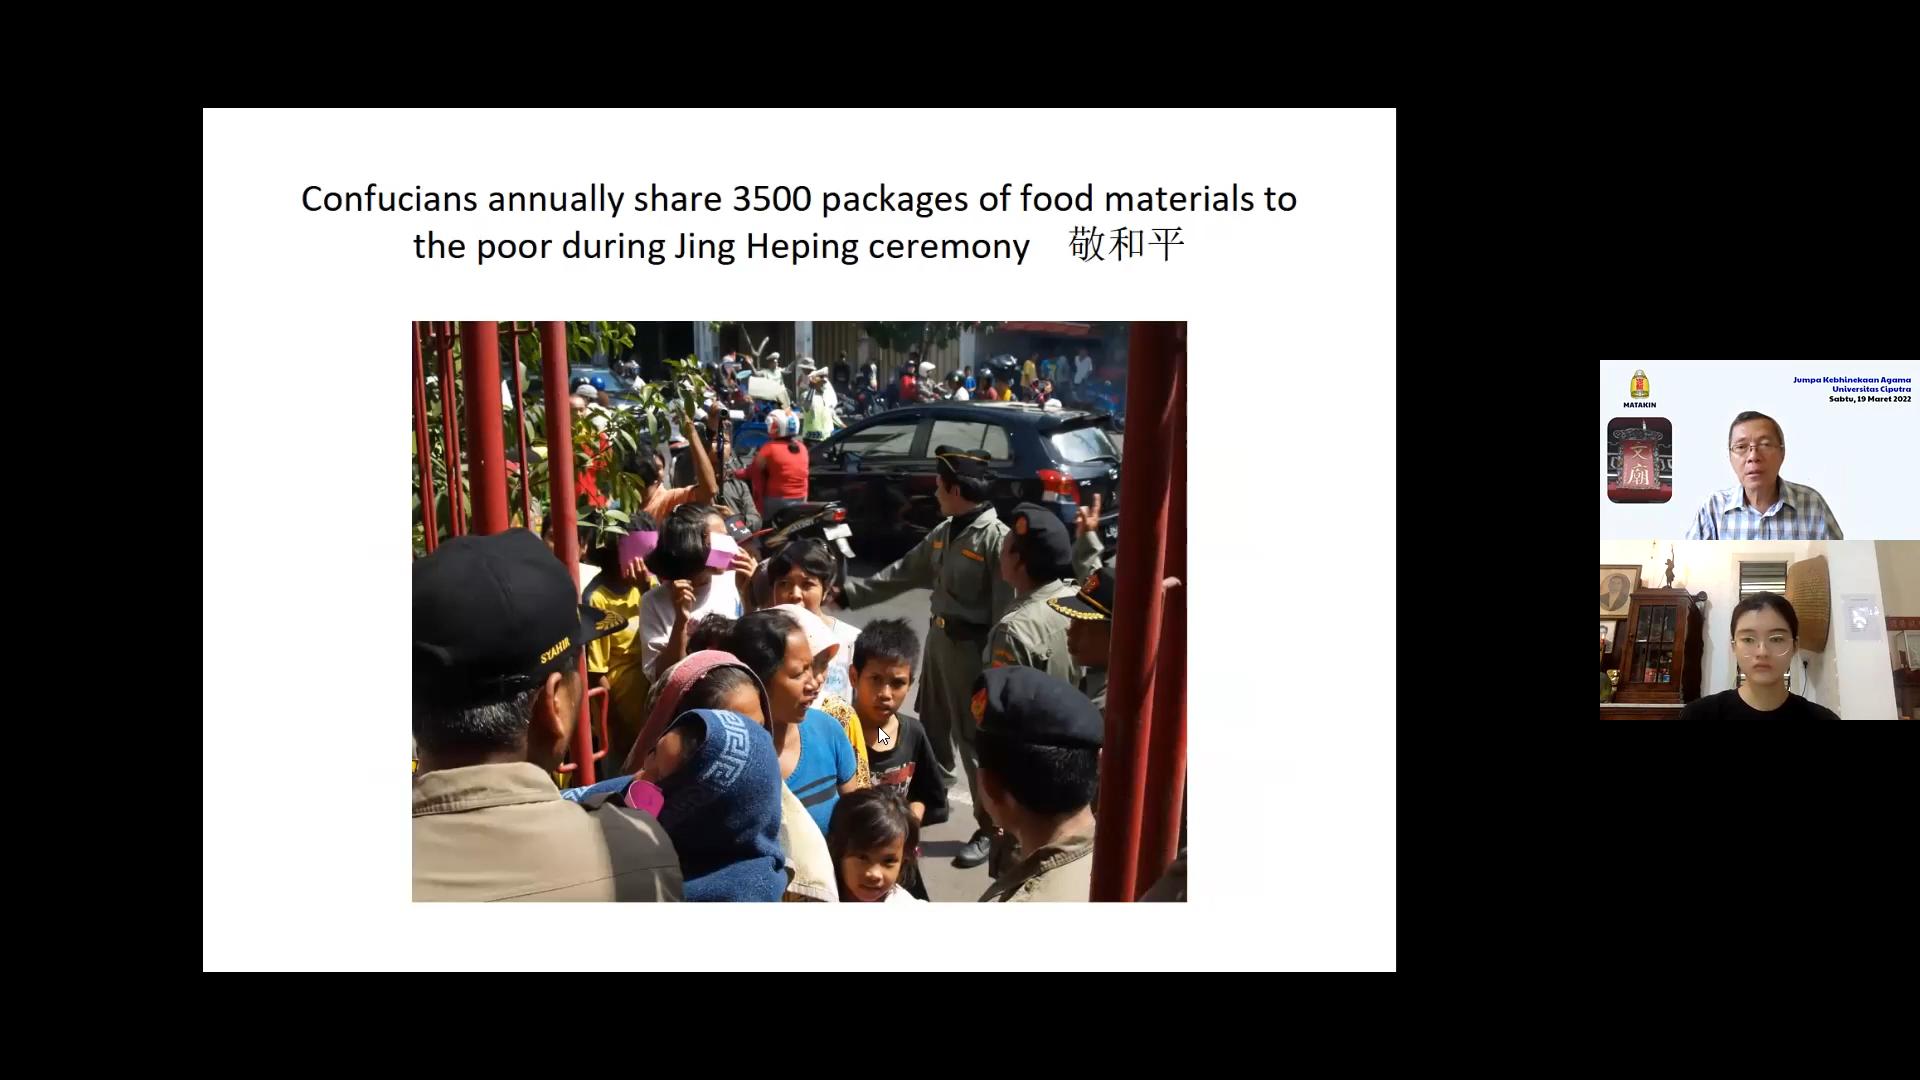 Confucians annually share 3500 packages of food materials to
the poor during Jing Heping ceremony 敬和平
SYAHIR
MATAKIN
Jumpa Kebhinekaan Agama
Universitas Ciputra
Sabtu, 19 Maret 2022
文
廟